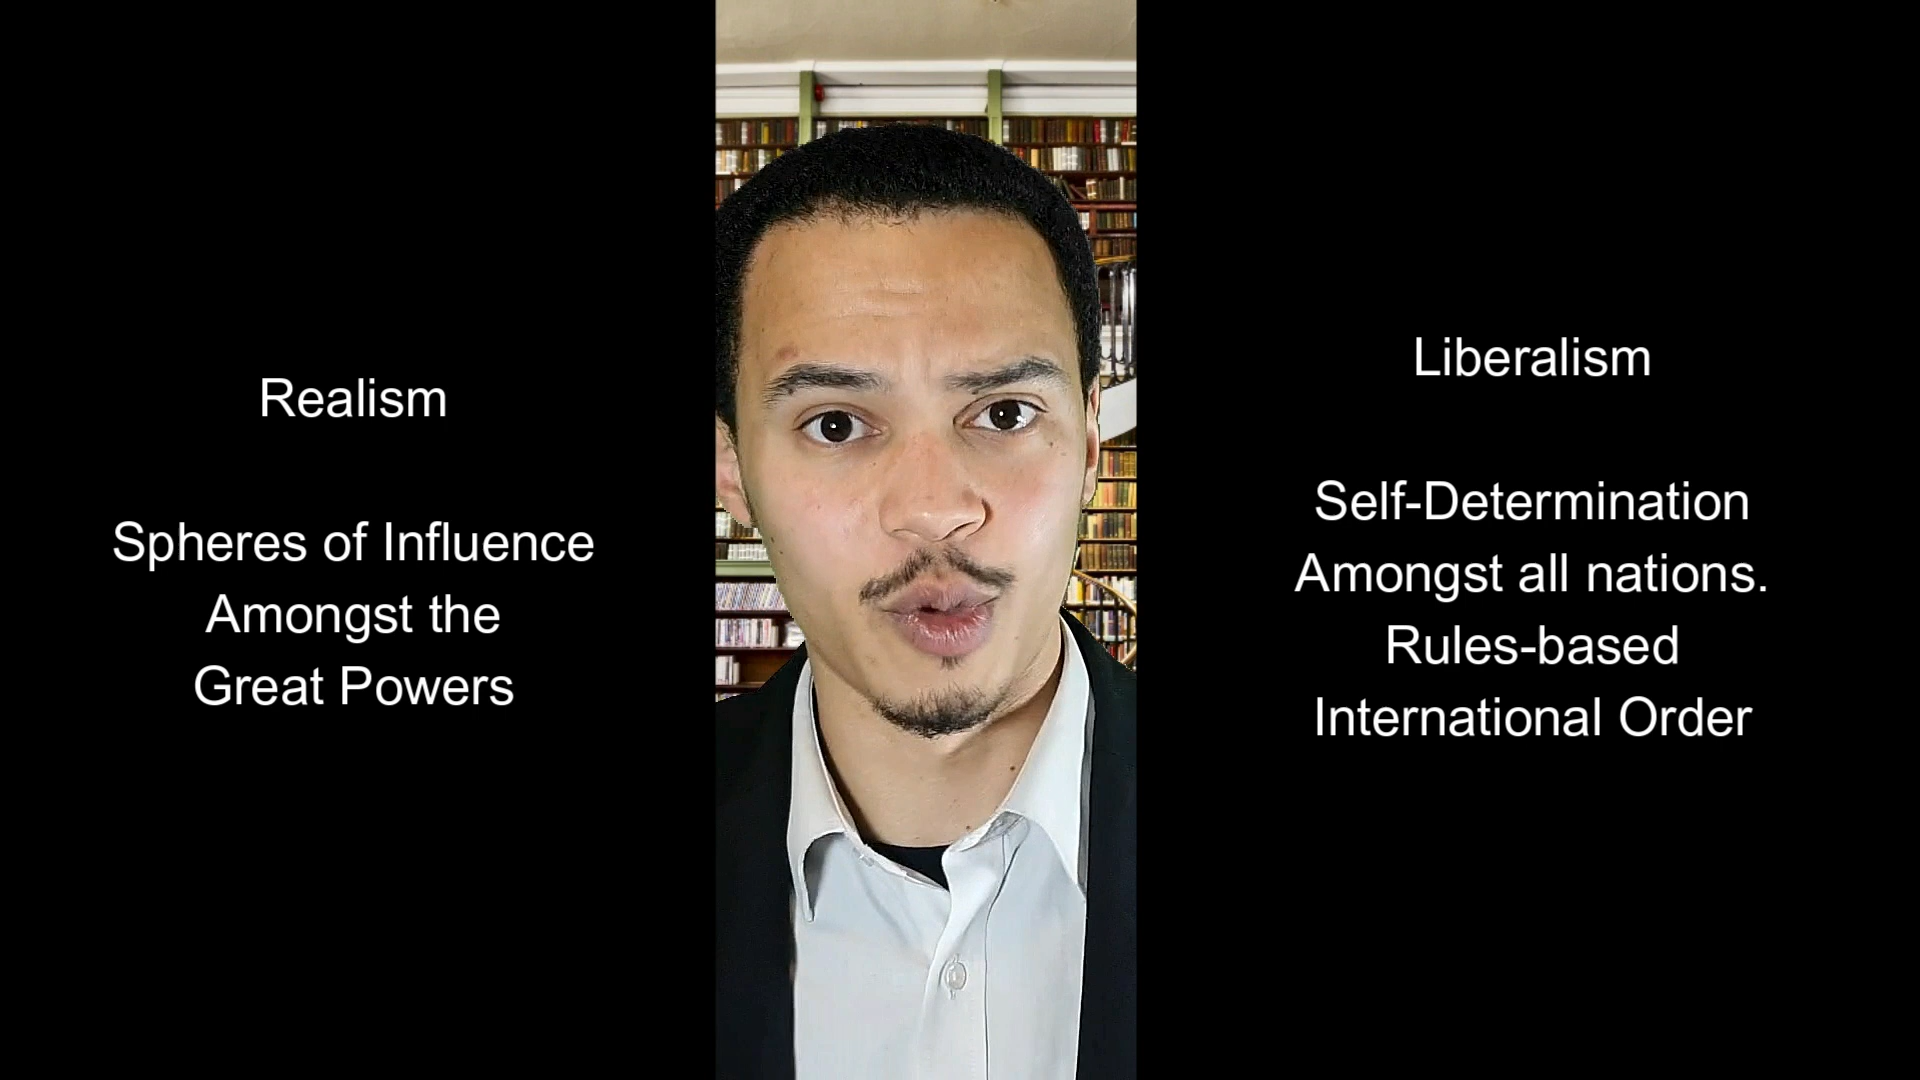 Realism
Spheres of Influence
Amongst the
Great Powers
Liberalism
Self-Determination
Amongst all nations.
Rules-based
International Order